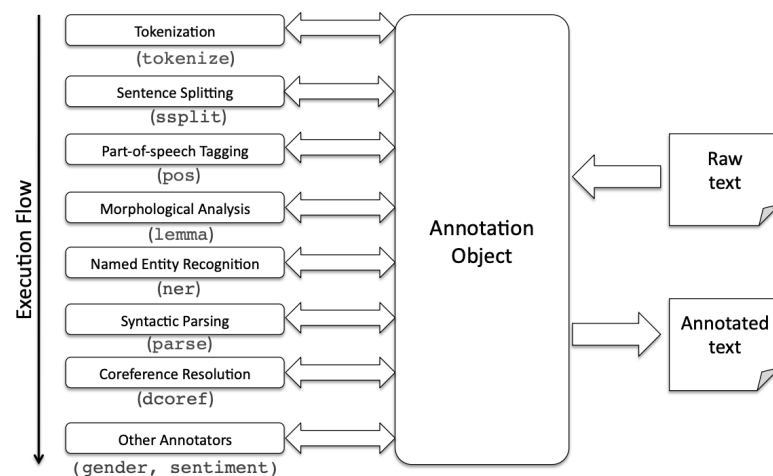 Execution Flow
Tokenization
(tokenize)
Sentence Splitting
(ssplit)
Part-of-speech Tagging
(pos)
Morphological Analysis
(lemma)
Named Entity Recognition
(ner)
Syntactic Parsing
(parse)
Coreference Resolution
(dcoref)
Other Annotators
(gender, sentiment)
Annotation
Object
Raw
text
Annotated
text